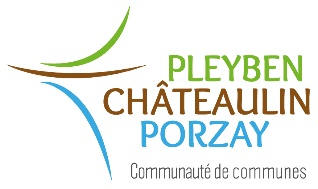 PLEYBEN
CHÂTEAULIN
PORZAY
Communauté de communes